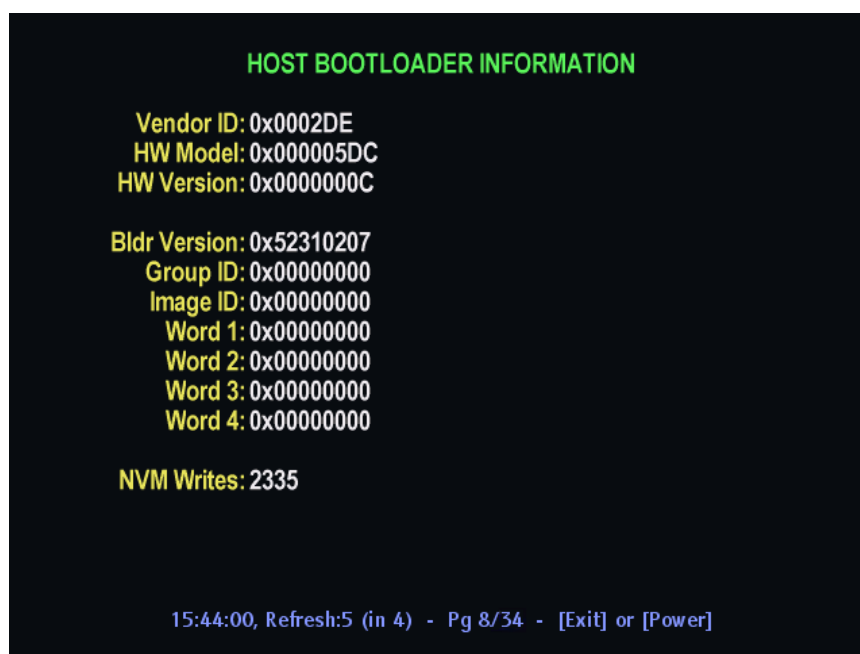 HOST BOOTLOADER INFORMATION
Vendor ID: 0x0002DE
HW Model: 0x000005DC
HW Version: 0x0000000C
Bldr Version: 0x52310207
Group ID: 0x00000000
Image ID: 0x00000000
Word 1: 0x00000000
Word 2: 0x00000000
Word 3: 0x00000000
Word 4: 0x00000000
NVM Writes: 2335
15:44:00, Refresh:5 (in 4) - Pg 8/34 - [Exit] or [Power]